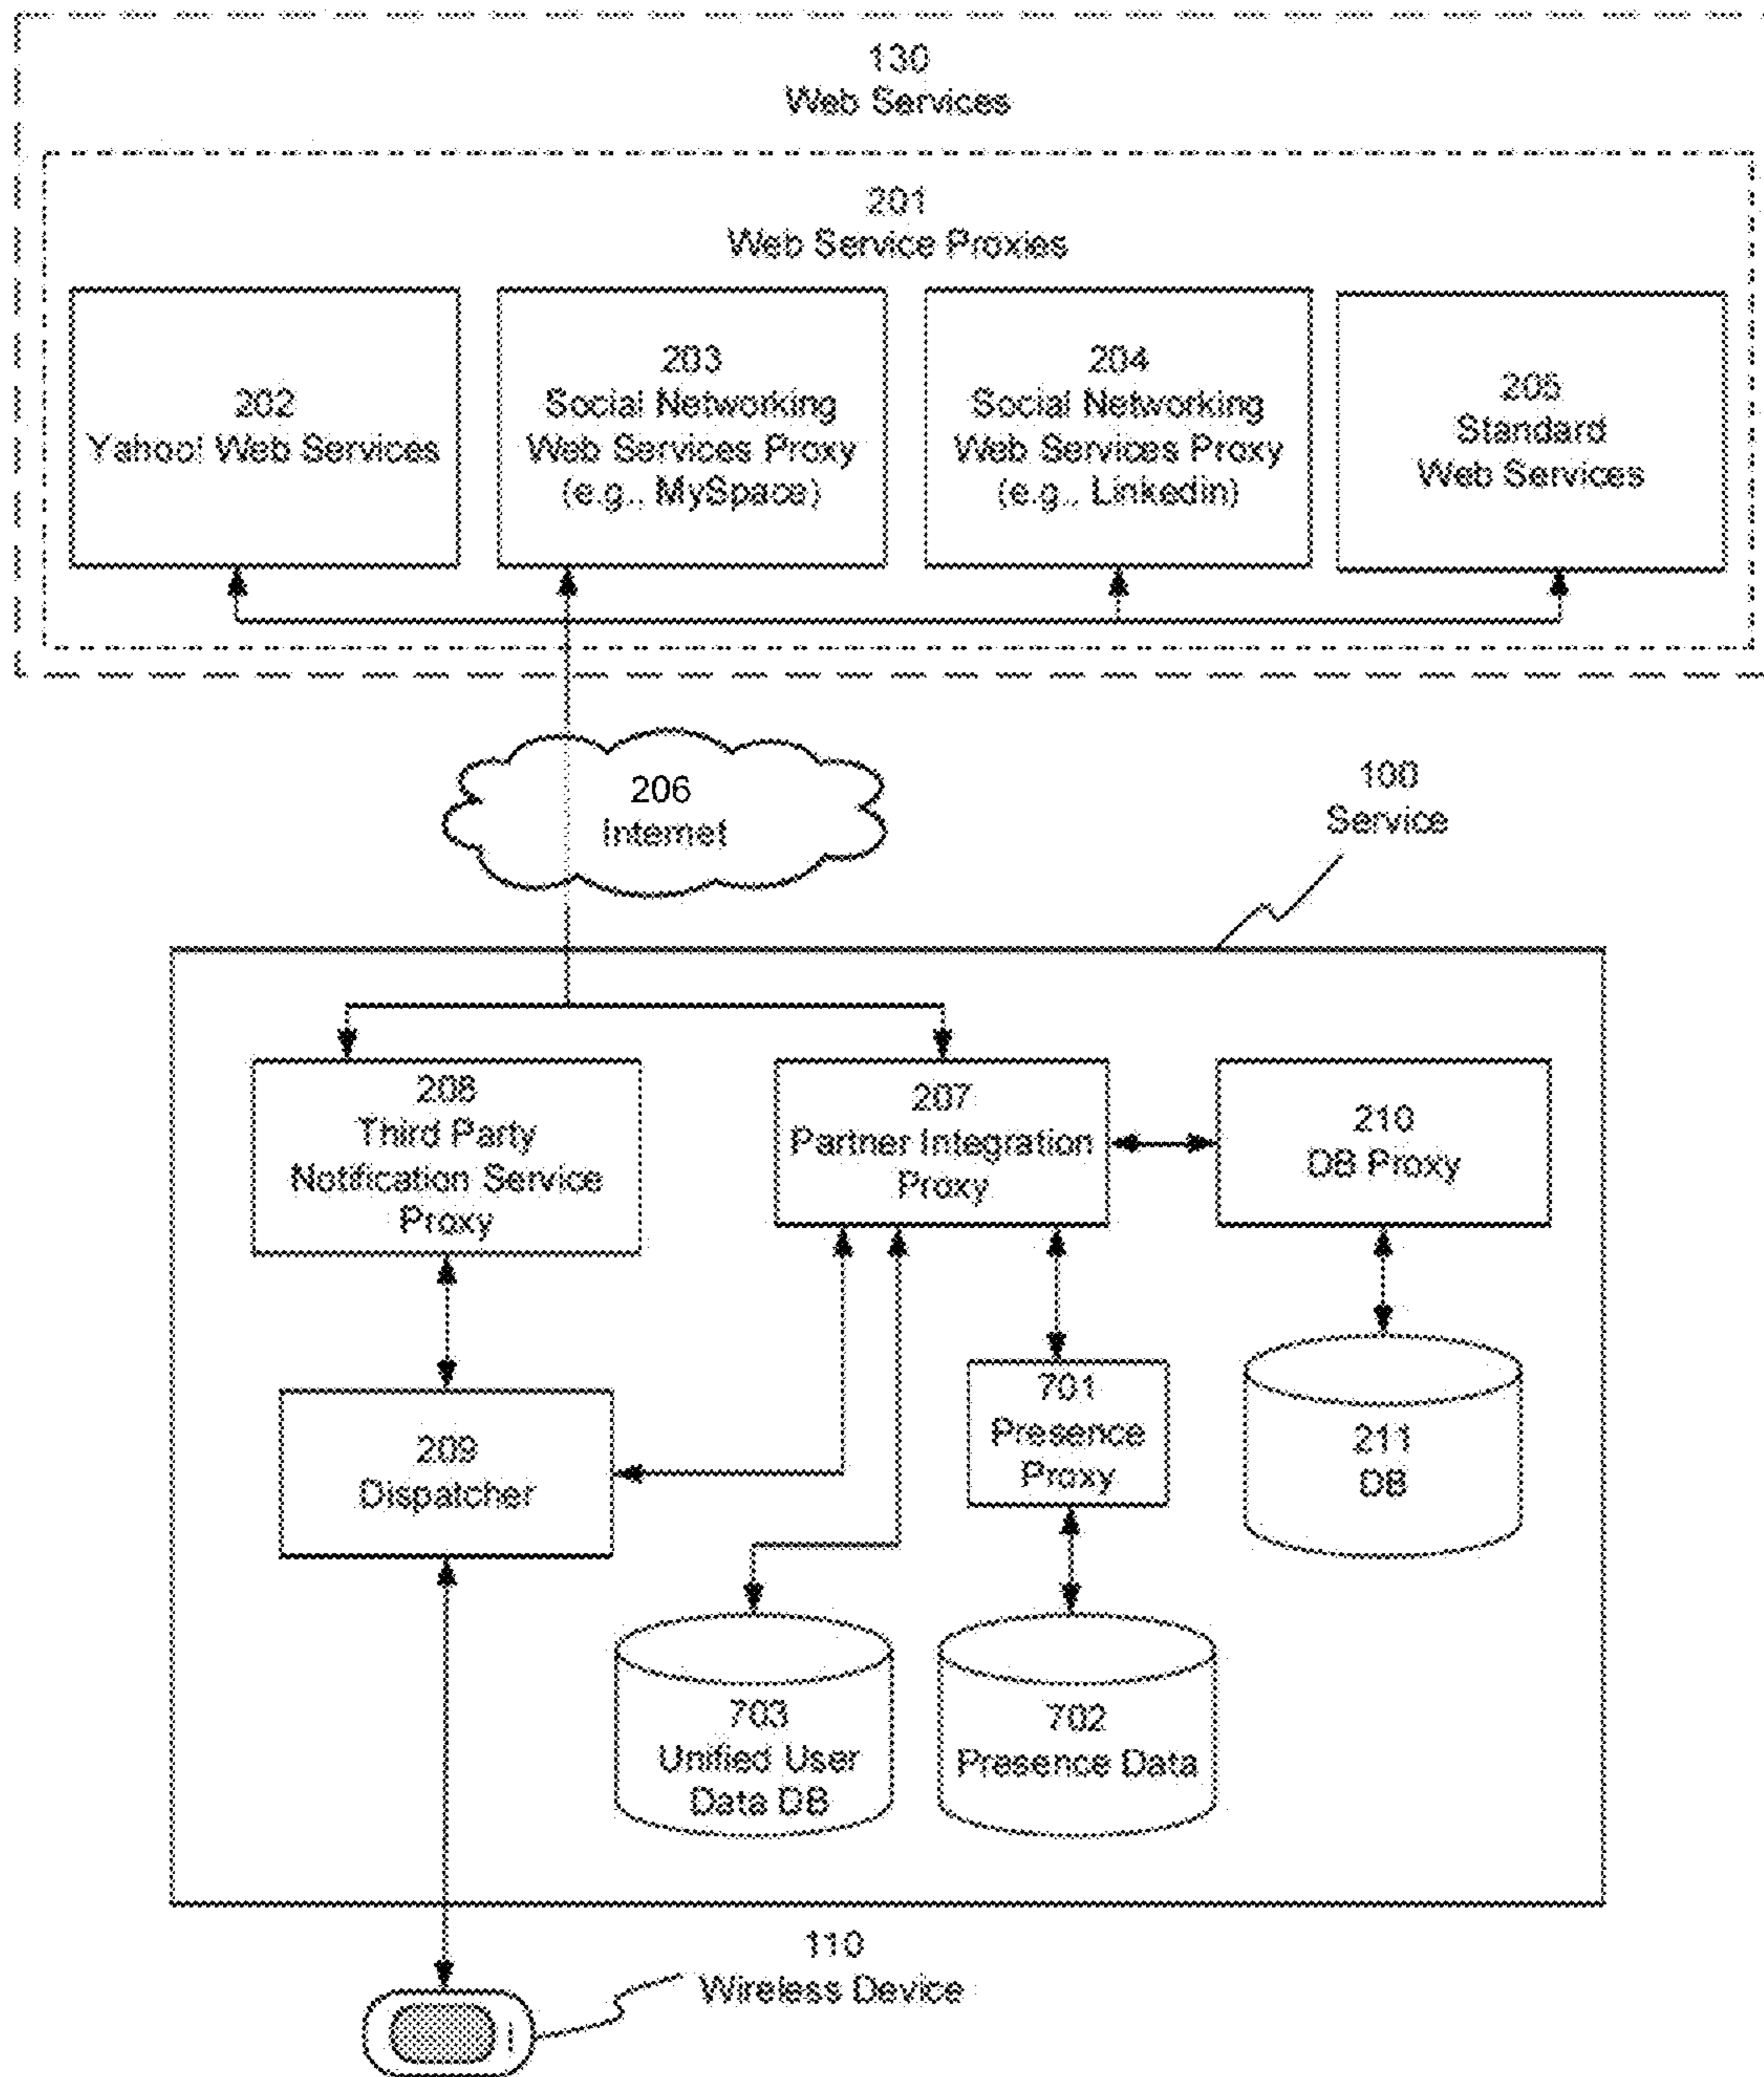 130
Web Services
201
Web Service Proxies
202
Yahoo! Web Services
203
Social Networking
Web Services Proxy
(e.g., MySpace)
204
Social Networking
Web Services Proxy
(e.g., Linkedin)
205
Standard
Web Services
206
Internet
100
Service
208
Third Party
Notification Service
Proxy
207
Partner Integration
Proxy
210
DB Proxy
209
Dispatcher
701
Presence
Proxy
211
DB
703
Unified User
Data DB
702
Presence Data
110
Wireless Device